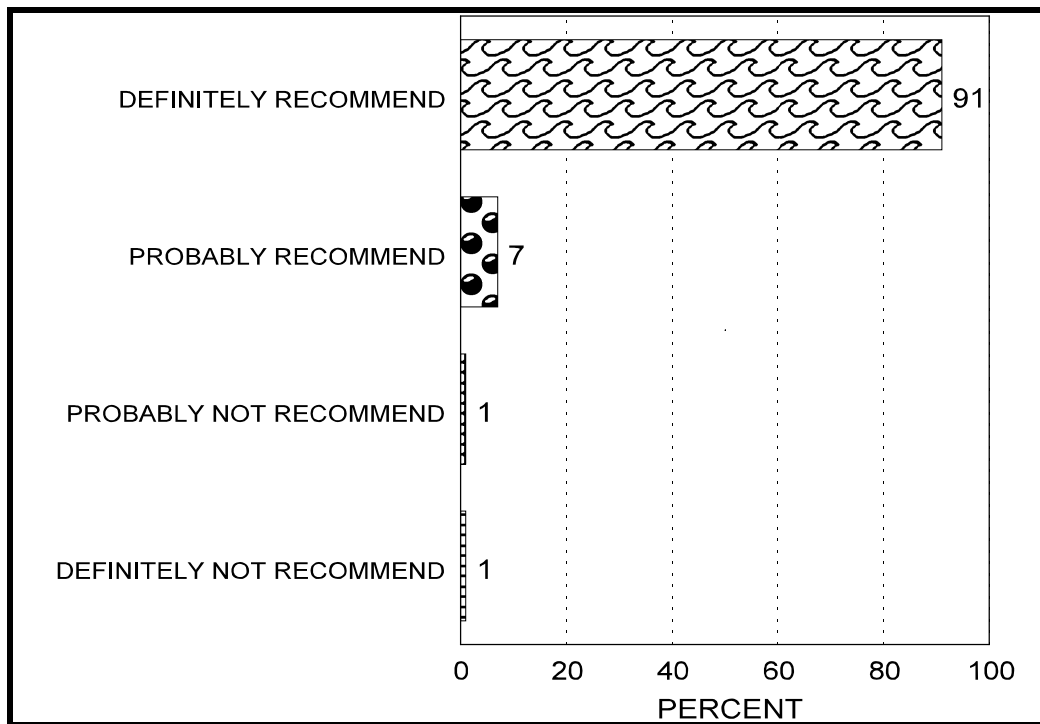 DEFINITELY RECOMMEND 91
PROBABLY RECOMMEND 7
PROBABLY NOT RECOMMEND 1
DEFINITELY NOT RECOMMEND 1
0 20 40 60 80 100
PERCENT